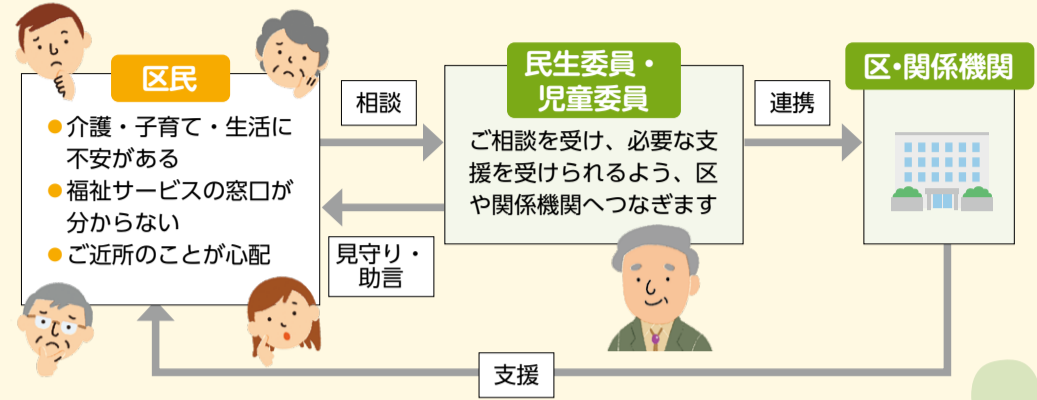 区民
●介護・子育て・生活に
不安がある
●福祉サービスの窓口が
分からない
●ご近所のことが心配
相談
見守り・
助言
民生委員・
児童委員
ご相談を受け、必要な支
援を受けられるよう、区
や関係機関へつなぎます
連携
区・関係機関
支援